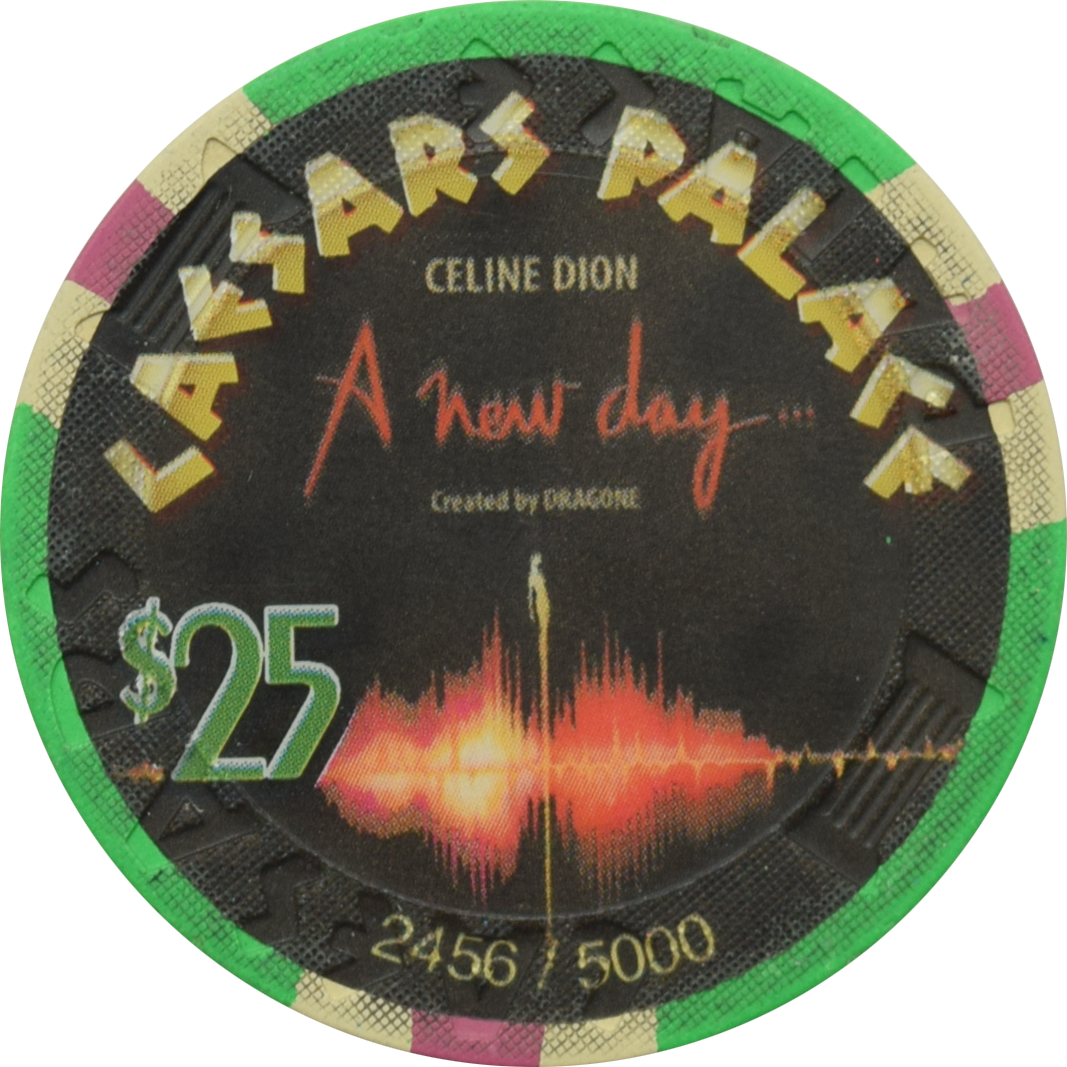 CAESARS PALACE
CELINE DION
A new day...
Created by DRAGONE
$25
2456 / 5000